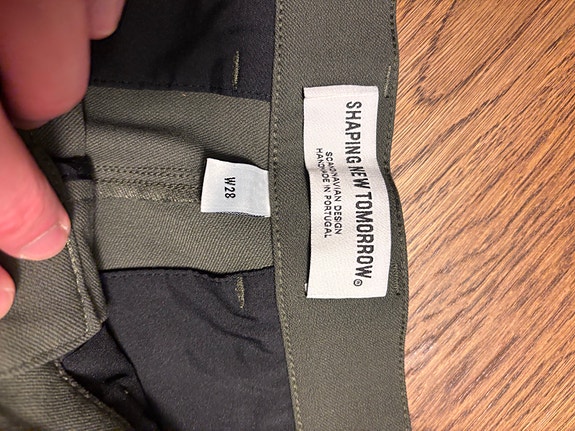 SHAPING NEW TOMORROW®
SCANDINAVIAN DESIGN
HANDMADE IN PORTUGAL
W28